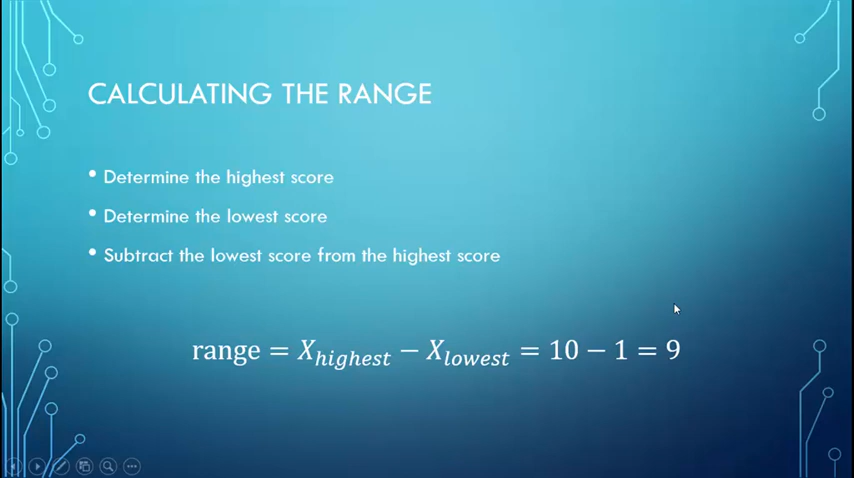 CALCULATING THE RANGE
• Determine the highest score
• Determine the lowest score
• Subtract the lowest score from the highest score
range = X_highest − X_lowest = 10 − 1 = 9